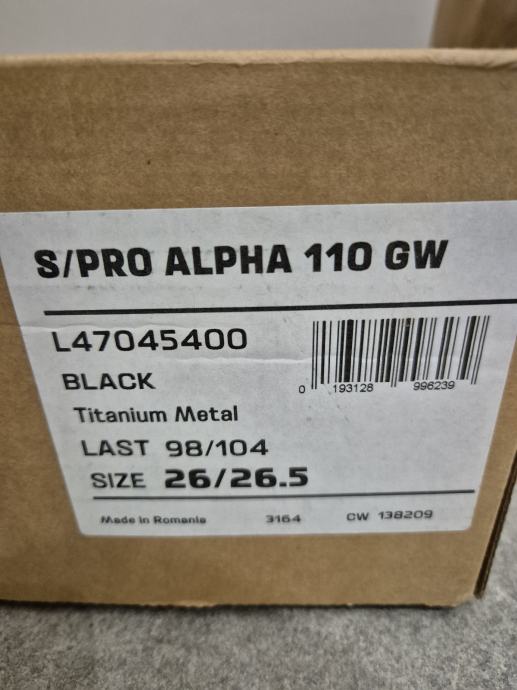 S/PRO ALPHA 110 GW
L47045400
BLACK
Titanium Metal
LAST 98/104
SIZE 26/26.5
0 193128 996239
Made in Romania 3164 CW 138209